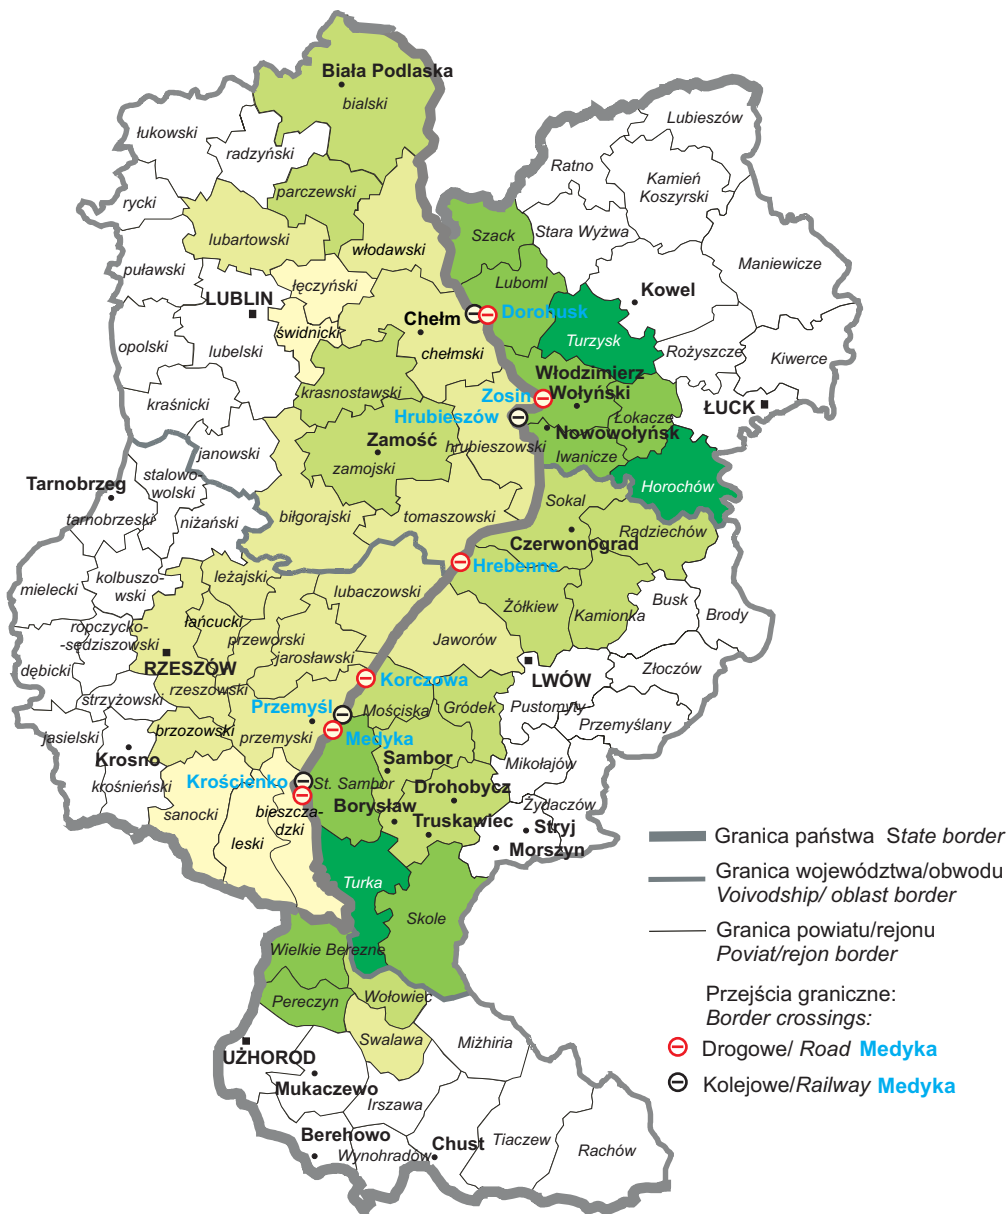 Biała Podlaska
bialski
łukowski
radzyński
Lubieszów
Ratno
Kamień
Koszyrski
rycki
parczewski
lubartowski
włodawski
Szack
Stara Wyżwa
Maniewicze
puławski
łęczyński
Luboml
Kowel
LUBLIN
świdnicki
Chełm
Dorohusk
opolski
lubelski
chełmski
Turzysk
Rożyszcze
Kiwerce
kraśnicki
krasnostawski
Włodzimierz
Wołyński
Zosin
Hrubieszów
Łokacze
ŁUCK
Nowowołyńsk
Zamość
hrubieszowski
Iwanicze
janowski
zamojski
Horochów
stalowo-
wolski
Tarnobrzeg
tarnobrzeski
niżański
biłgorajski
tomaszowski
Sokal
Radziechów
Czerwonograd
Hrebenne
mielecki
kolbuszo-
wski
leżajski
lubaczowski
Żółkiew
Kamionka
Busk
Brody
ropczycko-
-sędziszowski
łańcucki
przeworski
jarosławski
Jaworów
dębicki
RZESZÓW
rzeszowski
Korczowa
LWÓW
Złoczów
strzyżowski
Przemyśl
Mościska
Gródek
Pustomyty
Przemyślany
jasielski
brzozowski
przemyski
Medyka
Krosno
Sambor
Mikołajów
krośnieński
Krościenko
St. Sambor
Drohobycz
sanocki
bieszcza-
dzki
Borysław
Żydaczów
Truskawiec
Stryj
leski
Morszyn
Turka
Skole
Wielkie Berezne
Pereczyn
Wołowiec
Swalawa
Miżhiria
UŻHORÓD
Mukaczewo
Irszawa
Berehowo
Chust
Tiaczew
Wynohradów
Rachów
Granica państwa State border
Granica województwa/obwodu
Voivodship/ oblast border
Granica powiatu/rejonu
Poviat/rejon border
Przejścia graniczne:
Border crossings:
Drogowe/ Road Medyka
Kolejowe/Railway Medyka